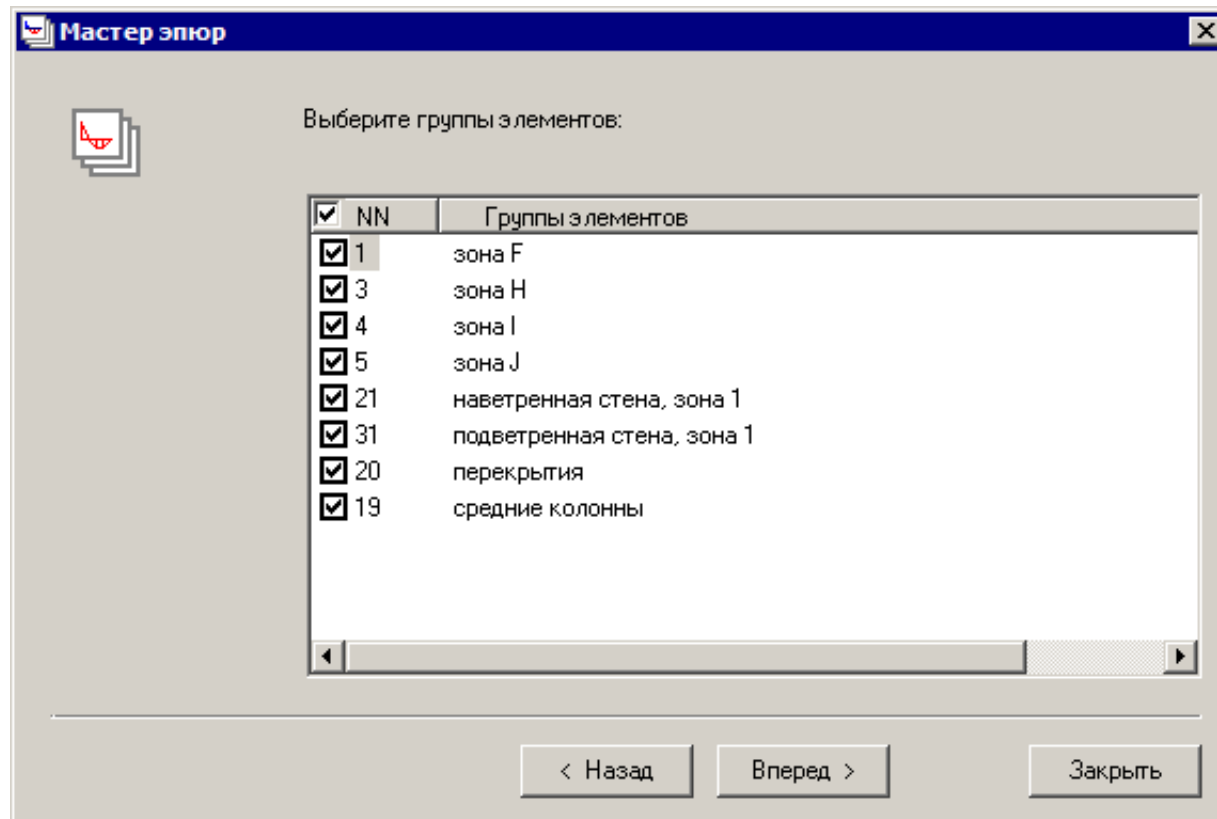 Мастер эпюр
Выберите группы элементов:
NN Группы элементов
1 зона F
3 зона H
4 зона I
5 зона J
21 наветренная стена, зона 1
31 подветренная стена, зона 1
20 перекрытия
19 средние колонны
< Назад Вперед > Закрыть